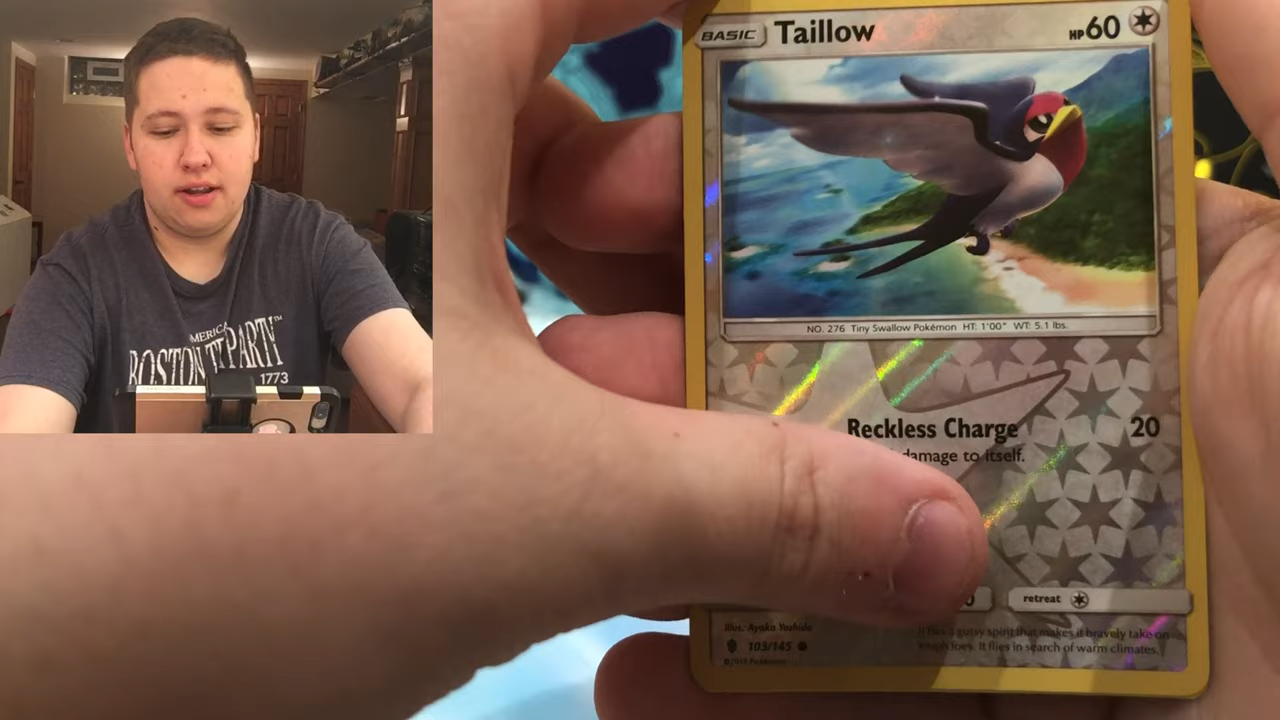 AMERICA
BOSTON T PARTY™
1773
BASIC Taillow HP60
NO. 276 Tiny Swallow Pokémon HT: 1'00" WT: 5.1 lbs.
Reckless Charge 20
damage to itself.
retreat
Illus. Ayaka Yoshida
103/145
It has a gutsy spirit that makes it bravely take on
tough foes. It flies in search of warm climates.